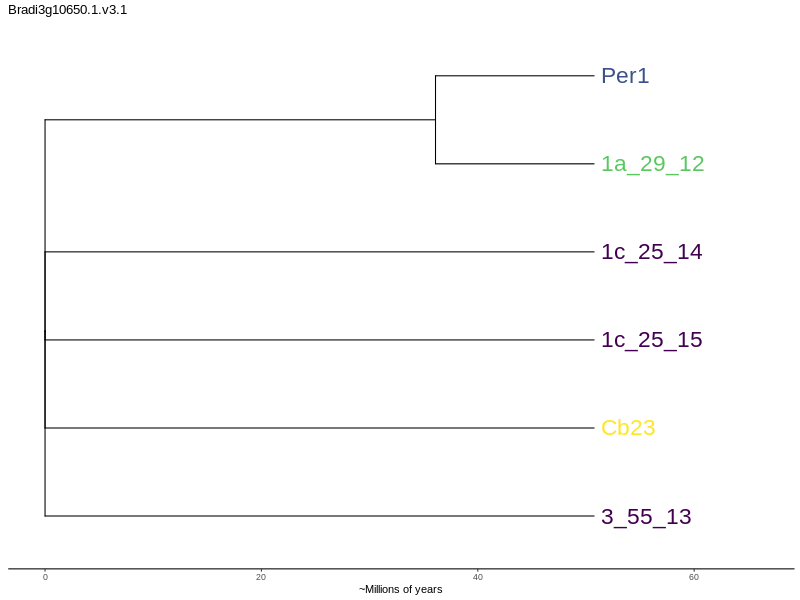 Bradi3g10650.1.v3.1
Per1
1a_29_12
1c_25_14
1c_25_15
Cb23
3_55_13
0 20 40 60
~Millions of years